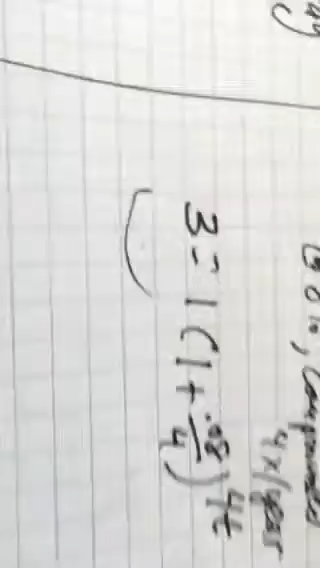 8%, compounded
4x/year
3 = 1 (1 + .08/4)^4t